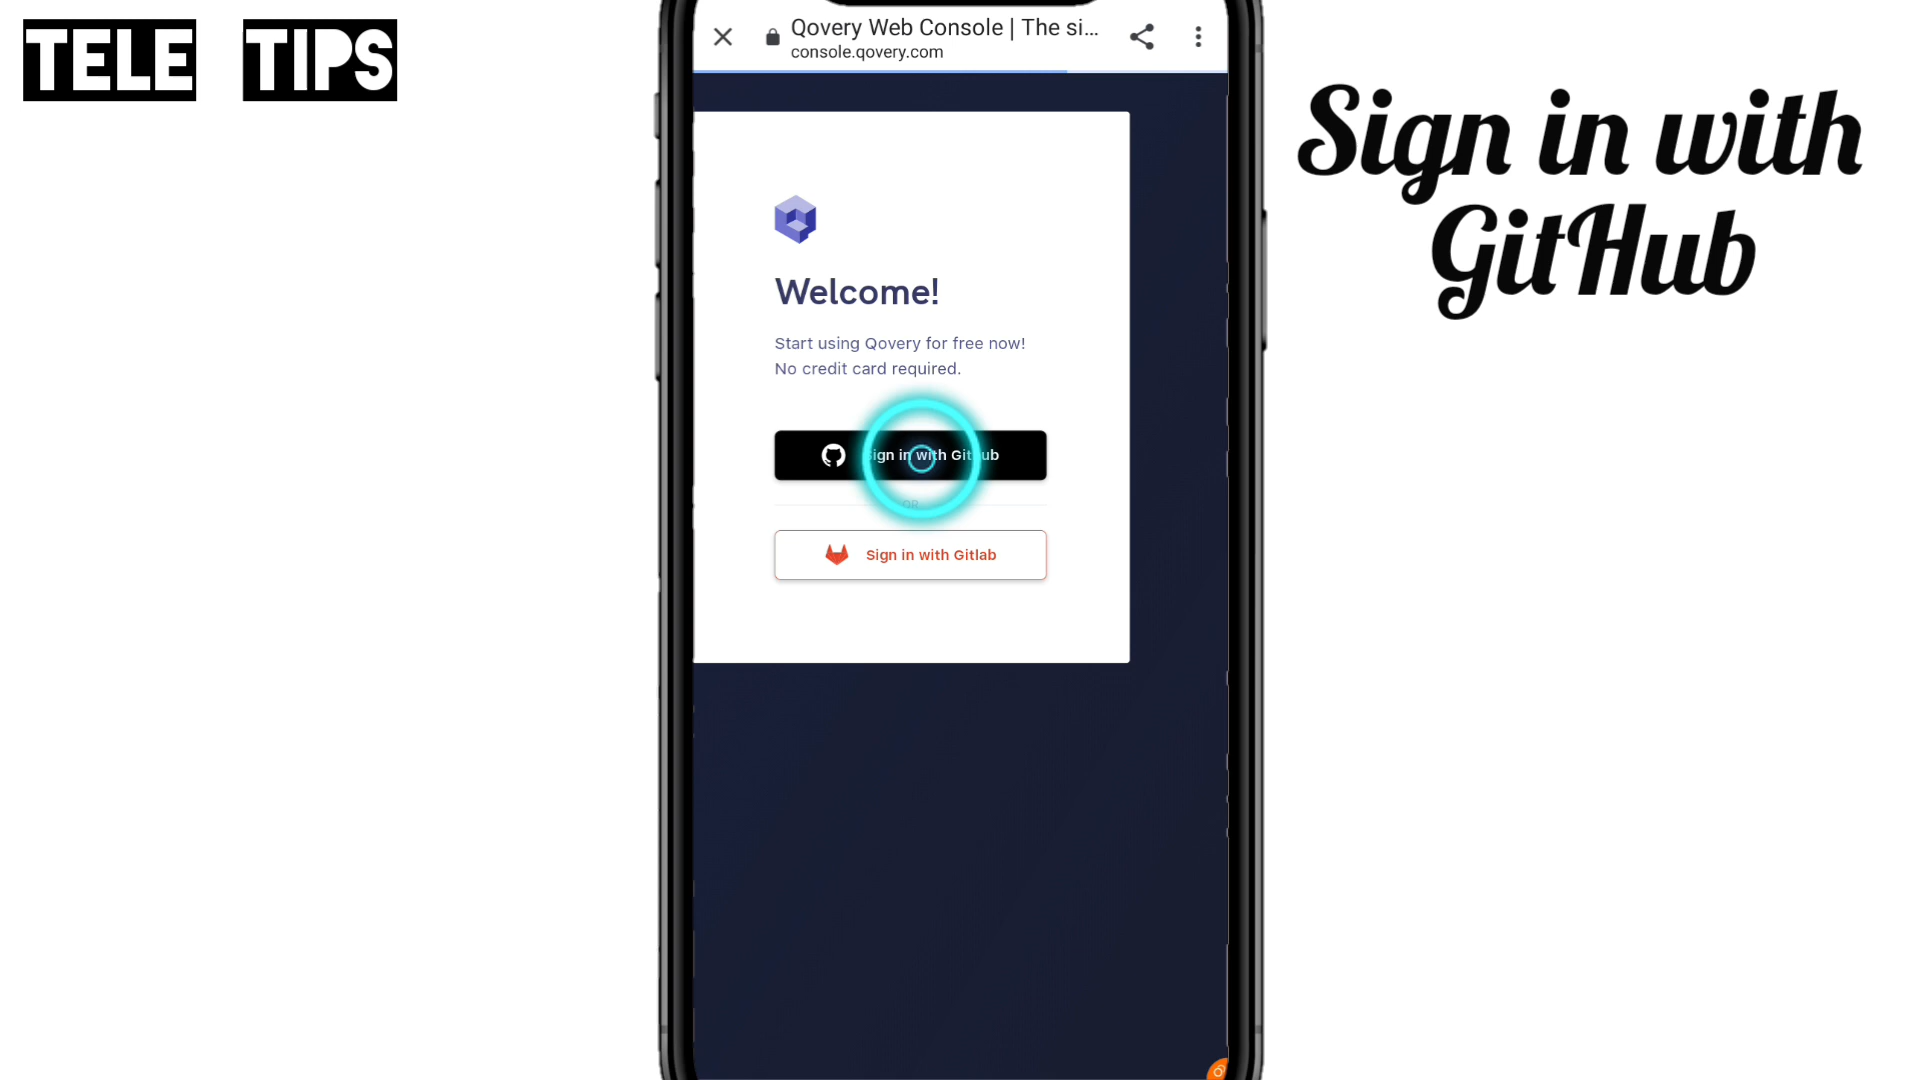 TELE TIPS
Qovery Web Console | The si...
console.qovery.com
Sign in with
GitHub
Welcome!
Start using Qovery for free now!
No credit card required.
Sign in with GitHub
OR
Sign in with Gitlab